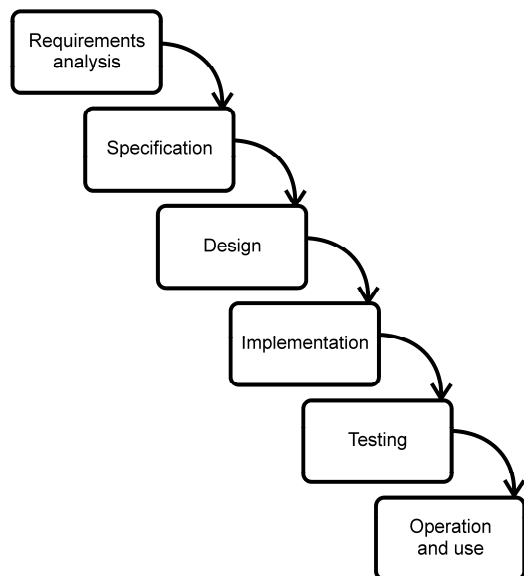 Requirements
analysis
Specification
Design
Implementation
Testing
Operation
and use